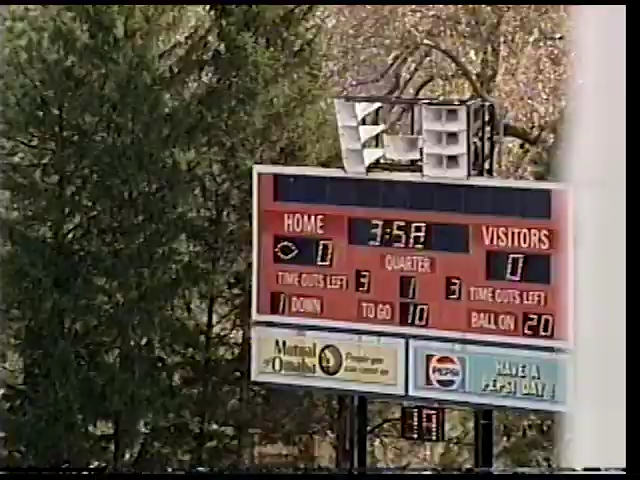 HOME 3:58 VISITORS
0 QUARTER 0
TIME OUTS LEFT 3 1 3 TIME OUTS LEFT
1 DOWN TO GO 10 BALL ON 20
Mutual of Omaha
PEPSI HAVE A PEPSI DAY!